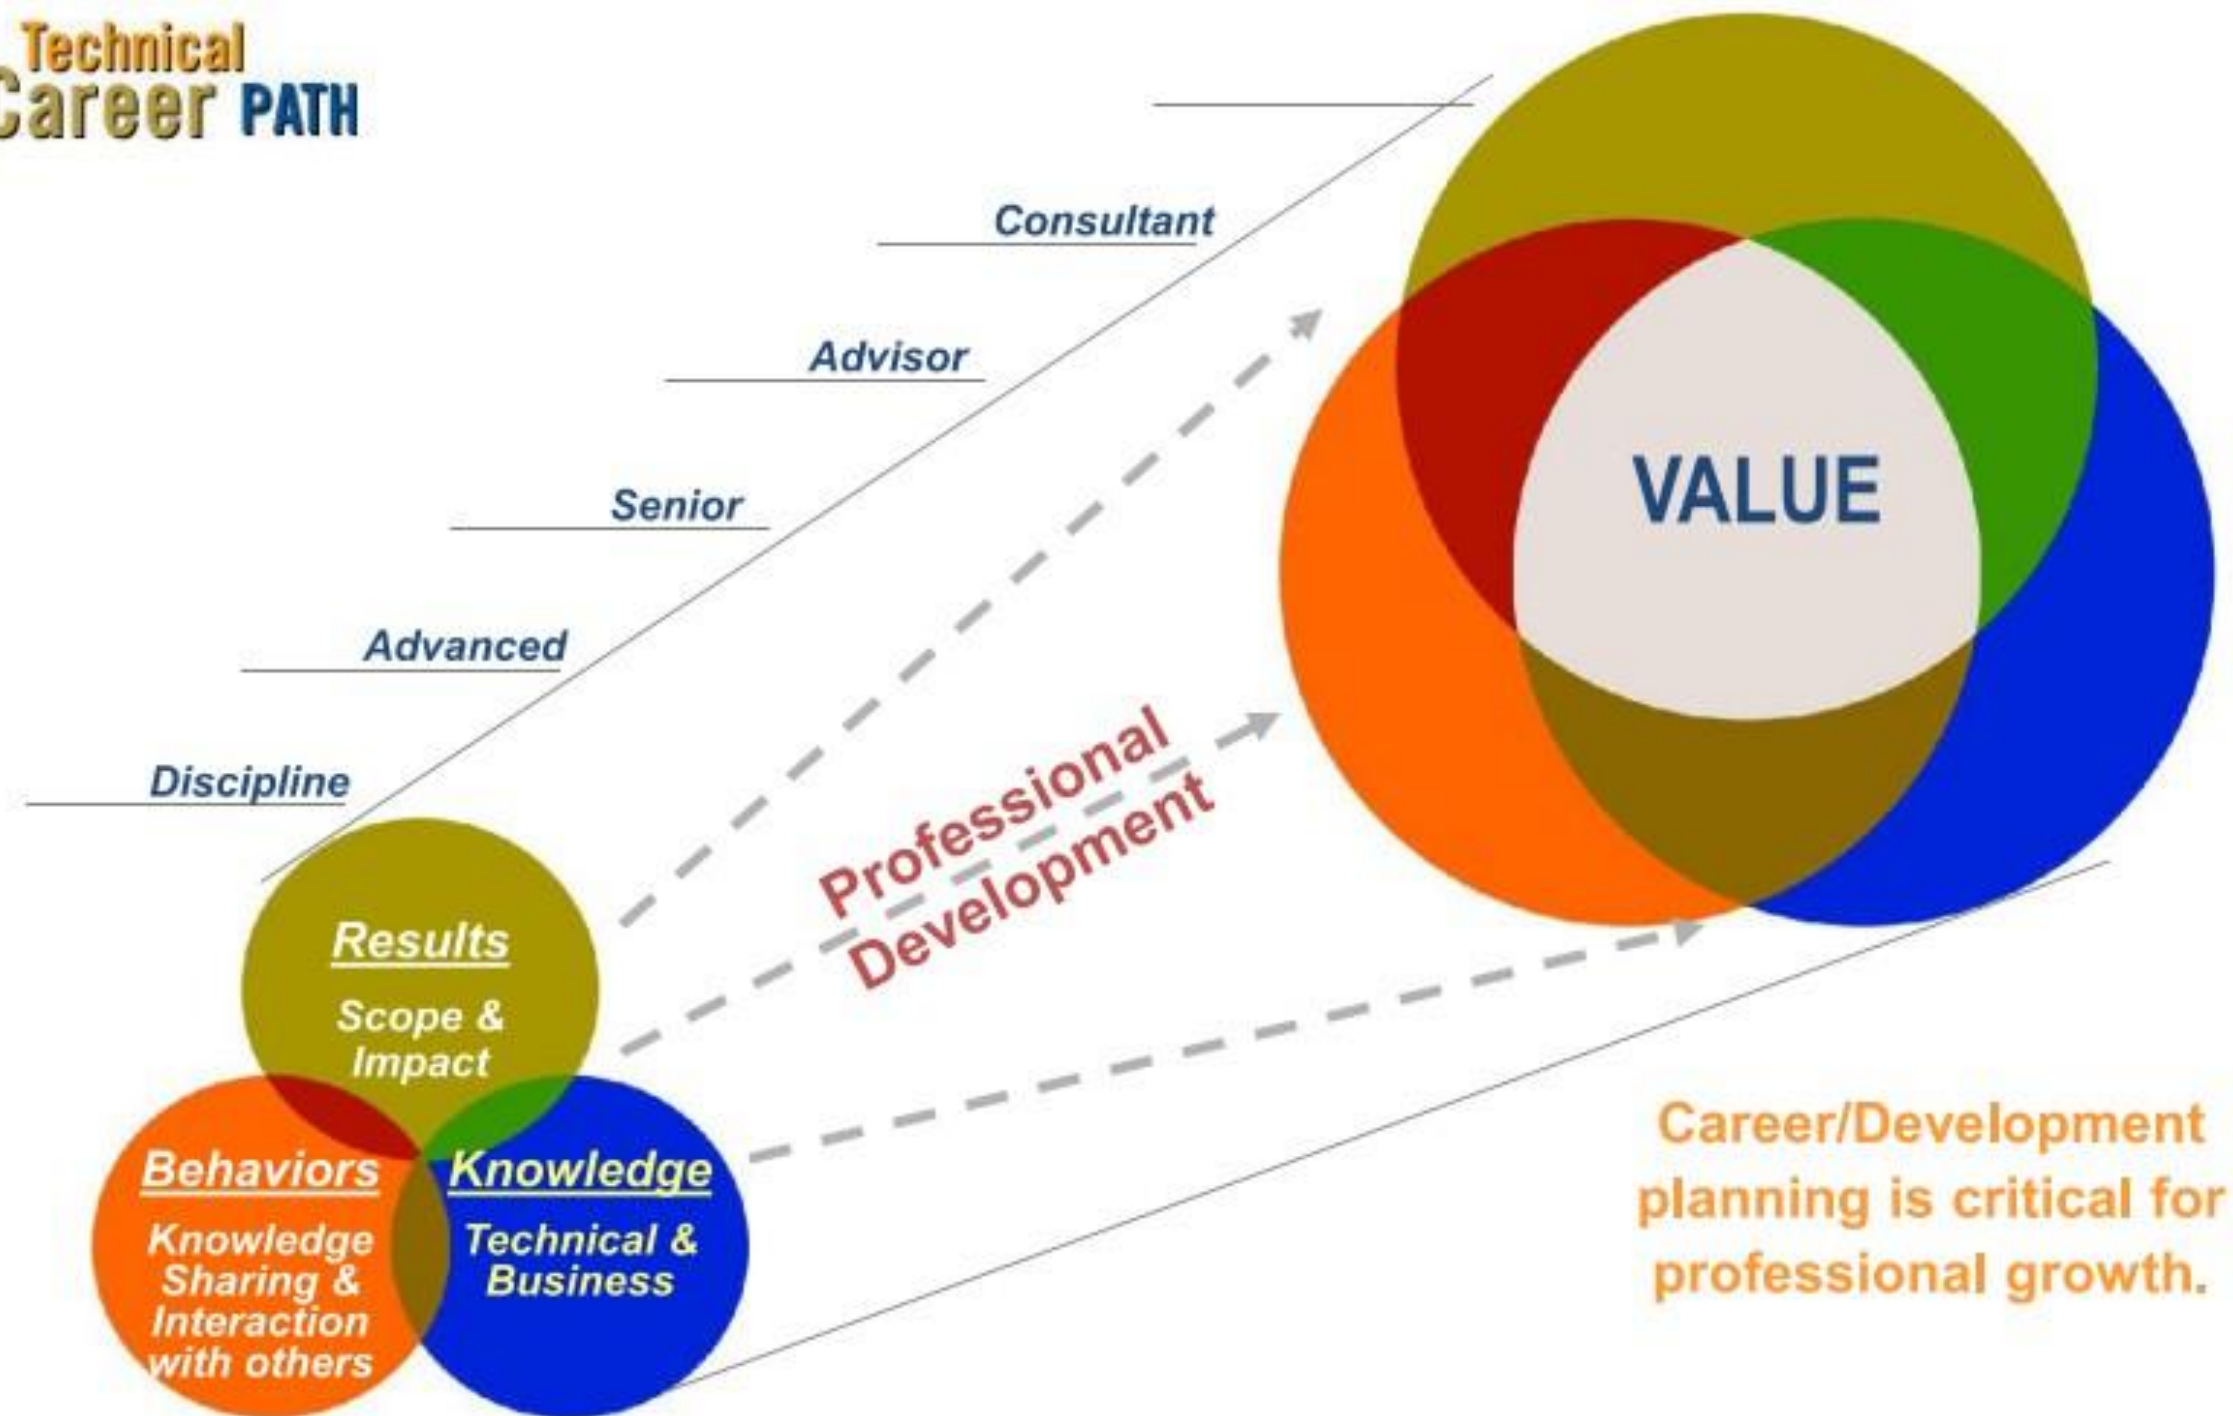 Technical
Career PATH
Consultant
Advisor
Senior
Advanced
Discipline
VALUE
Professional
Development
Results
Scope &
Impact
Behaviors
Knowledge
Sharing &
Interaction
with others
Knowledge
Technical &
Business
Career/Development
planning is critical for
professional growth.